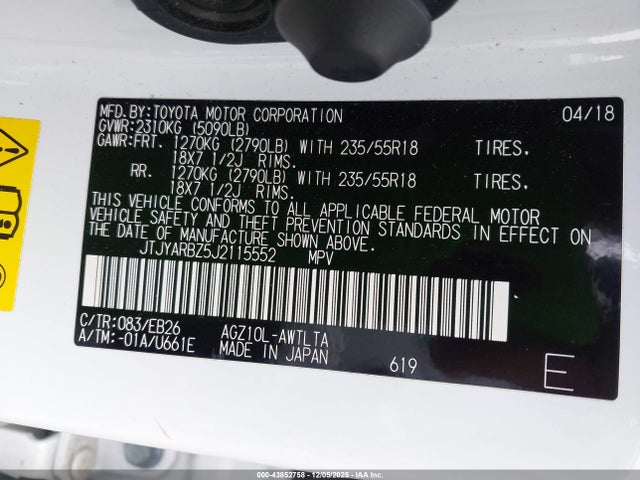 MFD.BY:TOYOTA MOTOR CORPORATION 04/18
GVWR:2310KG (5090LB)
GAWR:FRT. 1270KG (2790LB) WITH 235/55R18 TIRES.
18X7 1/2J RIMS.
RR. 1270KG (2790LB) WITH 235/55R18 TIRES.
18X7 1/2J RIMS.
THIS VEHICLE CONFORMS TO ALL APPLICABLE FEDERAL MOTOR
VEHICLE SAFETY AND THEFT PREVENTION STANDARDS IN EFFECT ON
THE DATE OF MANUFACTURE SHOWN ABOVE.
JTJYARBZ5J2115552 MPV
C/TR:083/EB26 AGZ10L-AWTLTA
A/TM:-01A/U661E MADE IN JAPAN 619 E
000-43852758 - 12/05/2025 - IAA Inc.